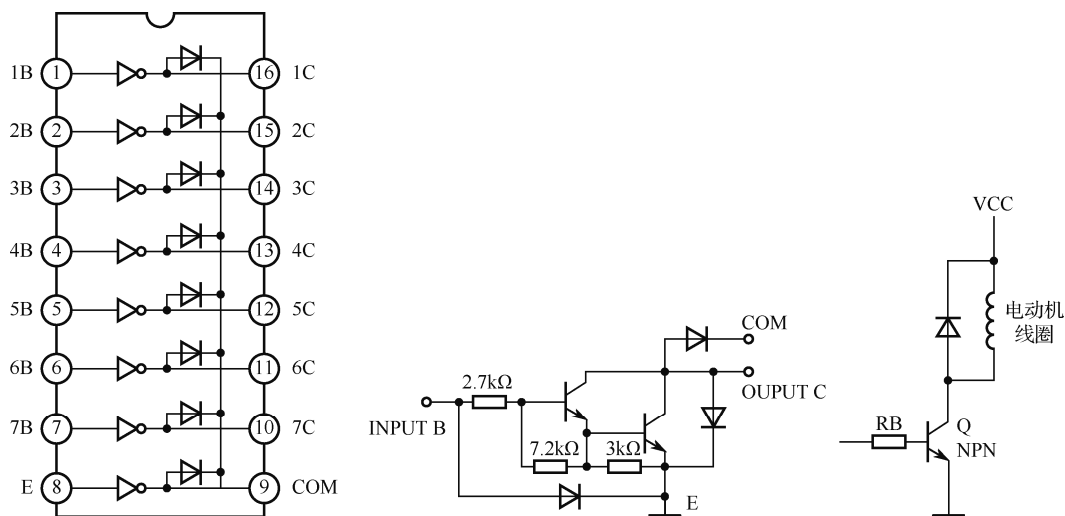 1B 1 16 1C
2B 2 15 2C
3B 3 14 3C
4B 4 13 4C
5B 5 12 5C
6B 6 11 6C
7B 7 10 7C
E 8 9 COM
COM
OUPUT C
2.7kΩ
INPUT B
7.2kΩ
3kΩ
E
VCC
电动机
线圈
RB
Q
NPN